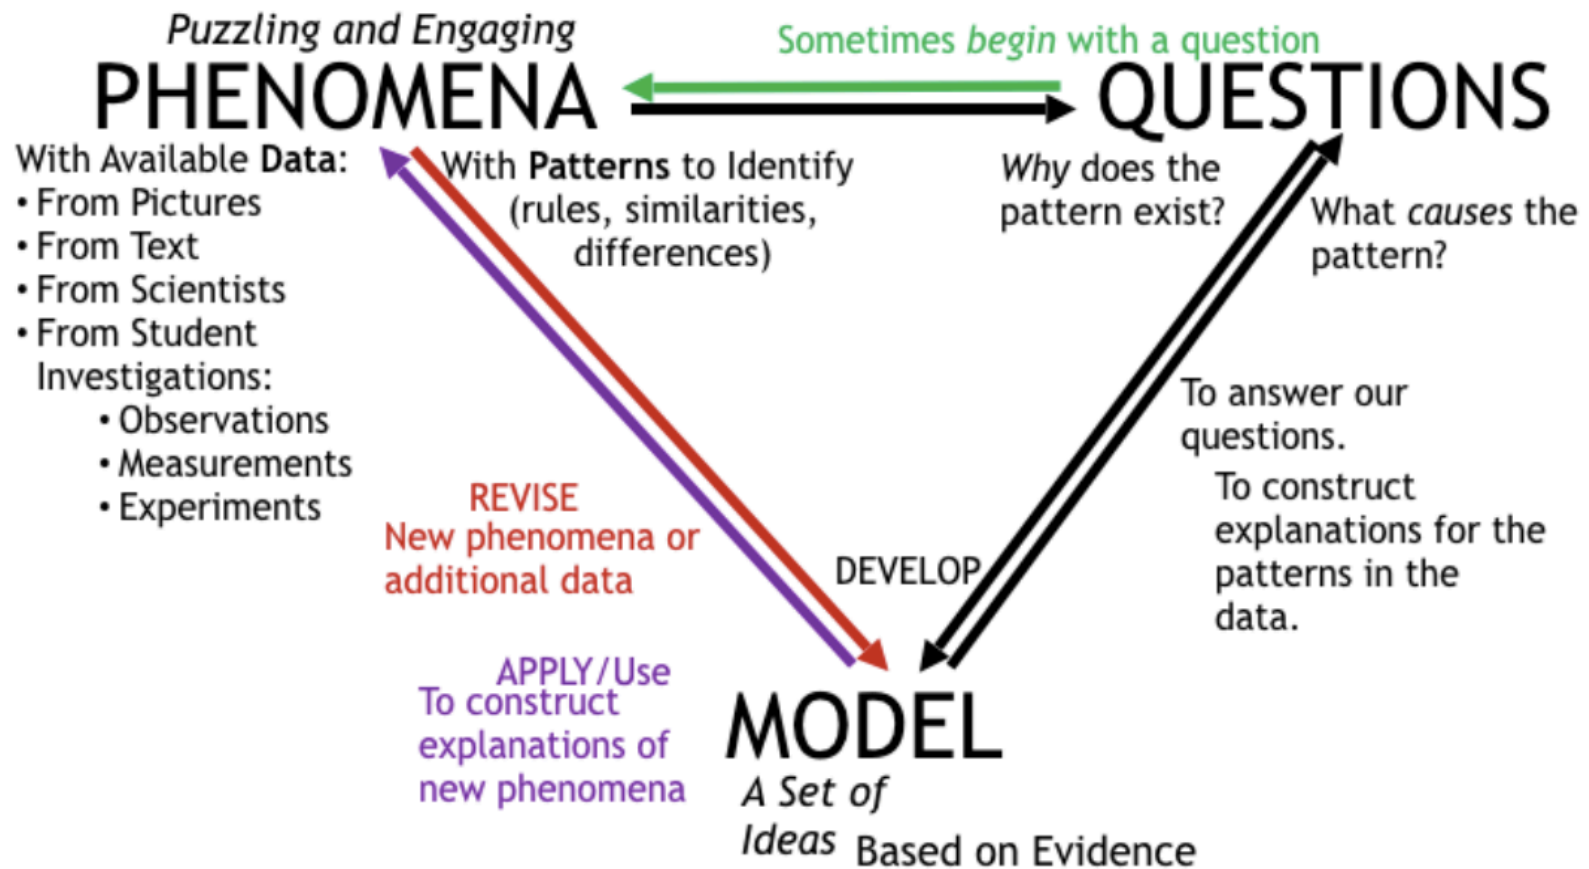 Puzzling and Engaging
PHENOMENA
Sometimes begin with a question
QUESTIONS
With Available Data:
• From Pictures
• From Text
• From Scientists
• From Student
Investigations:
• Observations
• Measurements
• Experiments
With Patterns to Identify
(rules, similarities,
differences)
Why does the
pattern exist?
What causes the
pattern?
To answer our
questions.
To construct
explanations for the
patterns in the
data.
REVISE
New phenomena or
additional data
DEVELOP
APPLY/Use
To construct
explanations of
new phenomena
MODEL
A Set of
Ideas Based on Evidence